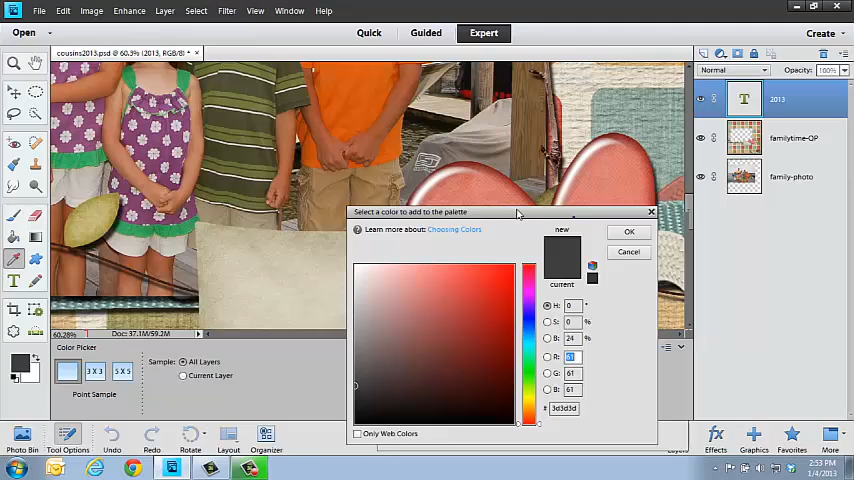 File Edit Image Enhance Layer Select Filter View Window Help
Open Quick Guided Expert Create
cousins2013.psd @ 60.3% (2013, RGB/8) * ×
Normal Opacity: 100%
T 2013
familytime-QP
family-photo
Select a color to add to the palette
Learn more about: Choosing Colors
new
OK
Cancel
current
H: 0 °
S: 0 %
B: 24 %
R: 61
G: 61
B: 61
# 3d3d3d
Only Web Colors
60.28% Doc: 37.1M/59.2M
Color Picker
Sample: All Layers
3 X 3 5 X 5
Current Layer
Point Sample
Layers
Photo Bin Tool Options Undo Redo Rotate Layout Organizer Effects Graphics Favorites More
2:53 PM
1/4/2013